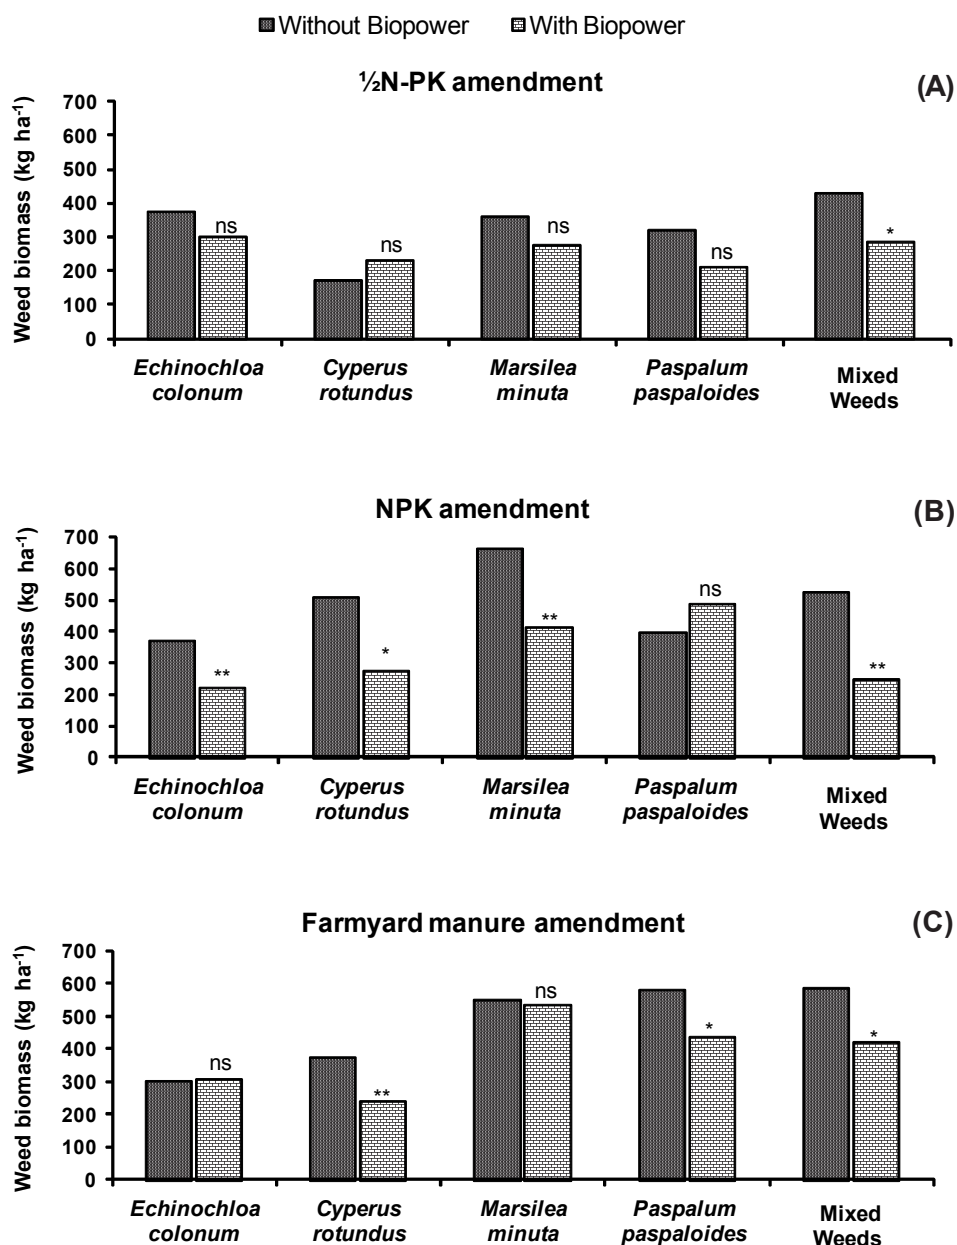 Without Biopower With Biopower
½N-PK amendment (A)
Weed biomass (kg ha⁻¹)
700
600
500
400
300
200
100
0
ns ns ns ns *
Echinochloa colonum
Cyperus rotundus
Marsilea minuta
Paspalum paspaloides
Mixed Weeds
NPK amendment (B)
Weed biomass (kg ha⁻¹)
700
600
500
400
300
200
100
0
** * ** ns **
Echinochloa colonum
Cyperus rotundus
Marsilea minuta
Paspalum paspaloides
Mixed Weeds
Farmyard manure amendment (C)
Weed biomass (kg ha⁻¹)
700
600
500
400
300
200
100
0
ns ** ns * *
Echinochloa colonum
Cyperus rotundus
Marsilea minuta
Paspalum paspaloides
Mixed Weeds